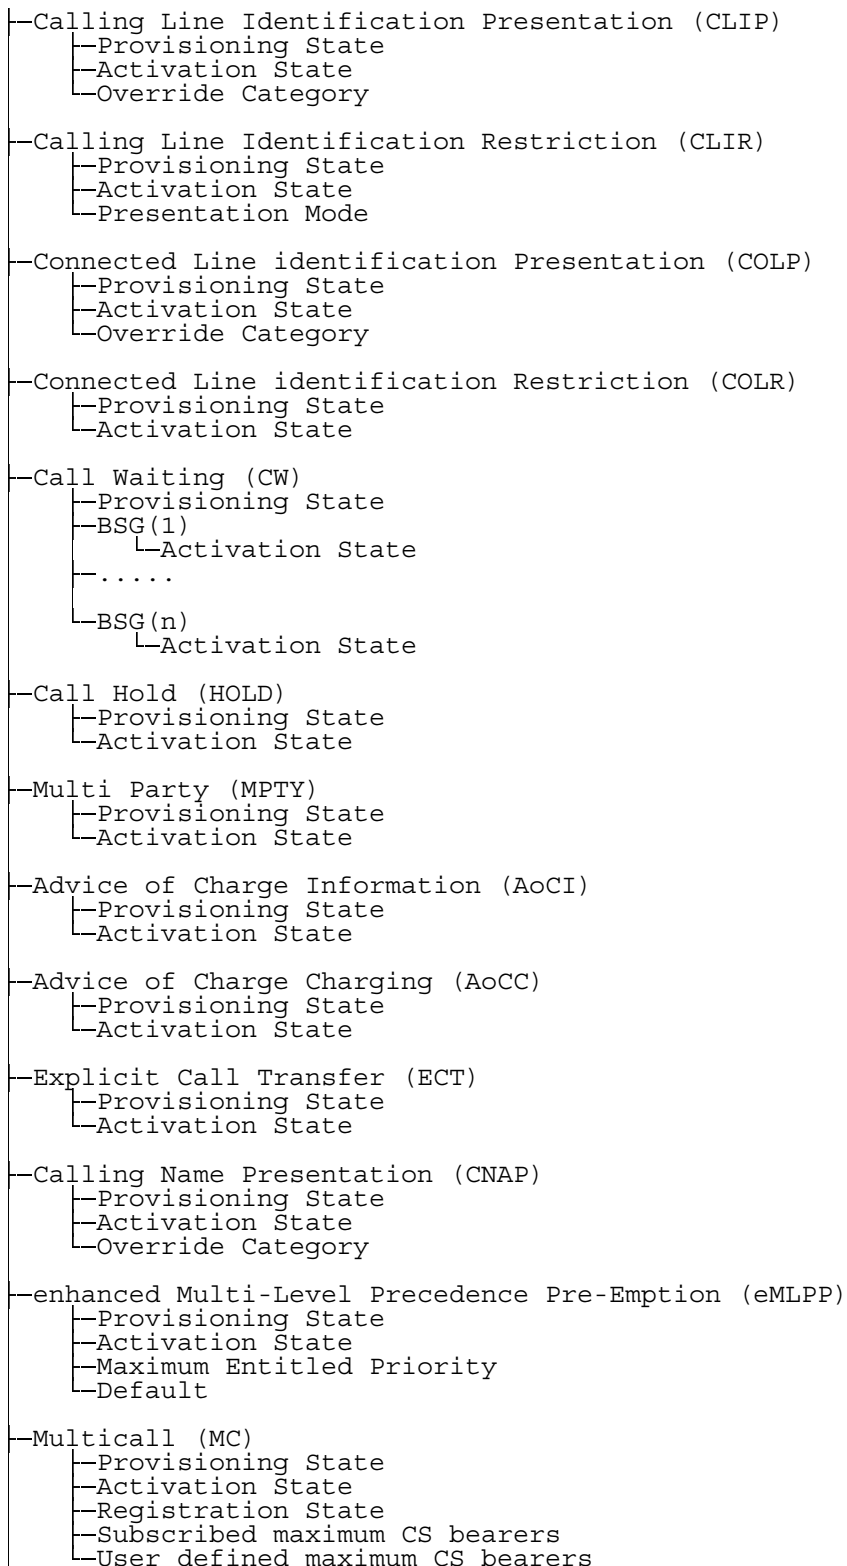 Calling Line Identification Presentation (CLIP)
Provisioning State
Activation State
Override Category
Calling Line Identification Restriction (CLIR)
Provisioning State
Activation State
Presentation Mode
Connected Line identification Presentation (COLP)
Provisioning State
Activation State
Override Category
Connected Line identification Restriction (COLR)
Provisioning State
Activation State
Call Waiting (CW)
Provisioning State
BSG(1)
Activation State
.....
BSG(n)
Activation State
Call Hold (HOLD)
Provisioning State
Activation State
Multi Party (MPTY)
Provisioning State
Activation State
Advice of Charge Information (AoCI)
Provisioning State
Activation State
Advice of Charge Charging (AoCC)
Provisioning State
Activation State
Explicit Call Transfer (ECT)
Provisioning State
Activation State
Calling Name Presentation (CNAP)
Provisioning State
Activation State
Override Category
enhanced Multi-Level Precedence Pre-Emption (eMLPP)
Provisioning State
Activation State
Maximum Entitled Priority
Default
Multicall (MC)
Provisioning State
Activation State
Registration State
Subscribed maximum CS bearers
User defined maximum CS bearers